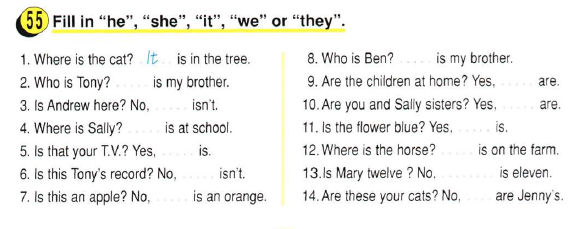 55 Fill in “he”, “she”, “it”, “we” or “they”.
1. Where is the cat? It is in the tree.
2. Who is Tony? ..... is my brother.
3. Is Andrew here? No, ..... isn't.
4. Where is Sally? ..... is at school.
5. Is that your T.V.? Yes, ..... is.
6. Is this Tony's record? No, ..... isn't.
7. Is this an apple? No, ..... is an orange.
8. Who is Ben? ..... is my brother.
9. Are the children at home? Yes, ..... are.
10. Are you and Sally sisters? Yes, ..... are.
11. Is the flower blue? Yes, ..... is.
12. Where is the horse? ..... is on the farm.
13. Is Mary twelve ? No, ..... is eleven.
14. Are these your cats? No, .... are Jenny's.